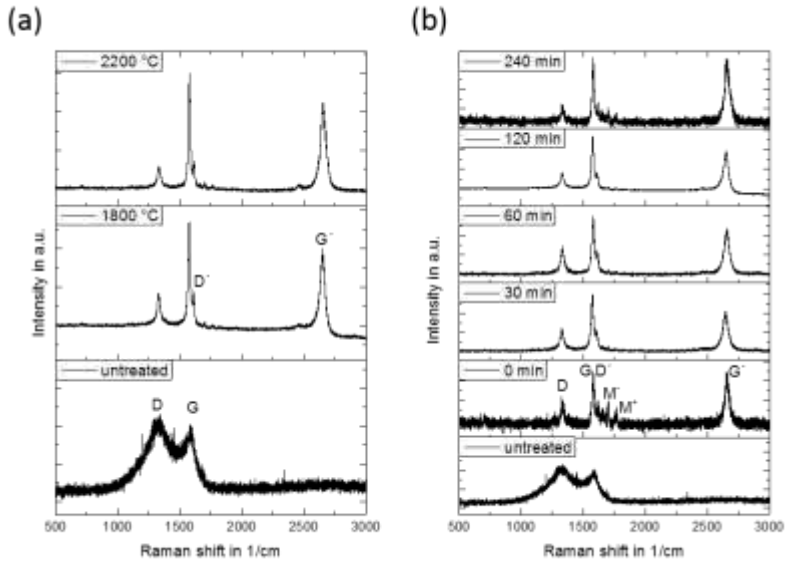 (a)
2200 °C
1800 °C
G´
D´
untreated
D
G
Intensity in a.u.
500 1000 1500 2000 2500 3000
Raman shift in 1/cm
(b)
240 min
120 min
60 min
30 min
0 min
D
G D´
M⁻
M⁺
G´
untreated
Intensity in a.u.
500 1000 1500 2000 2500 3000
Raman shift in 1/cm